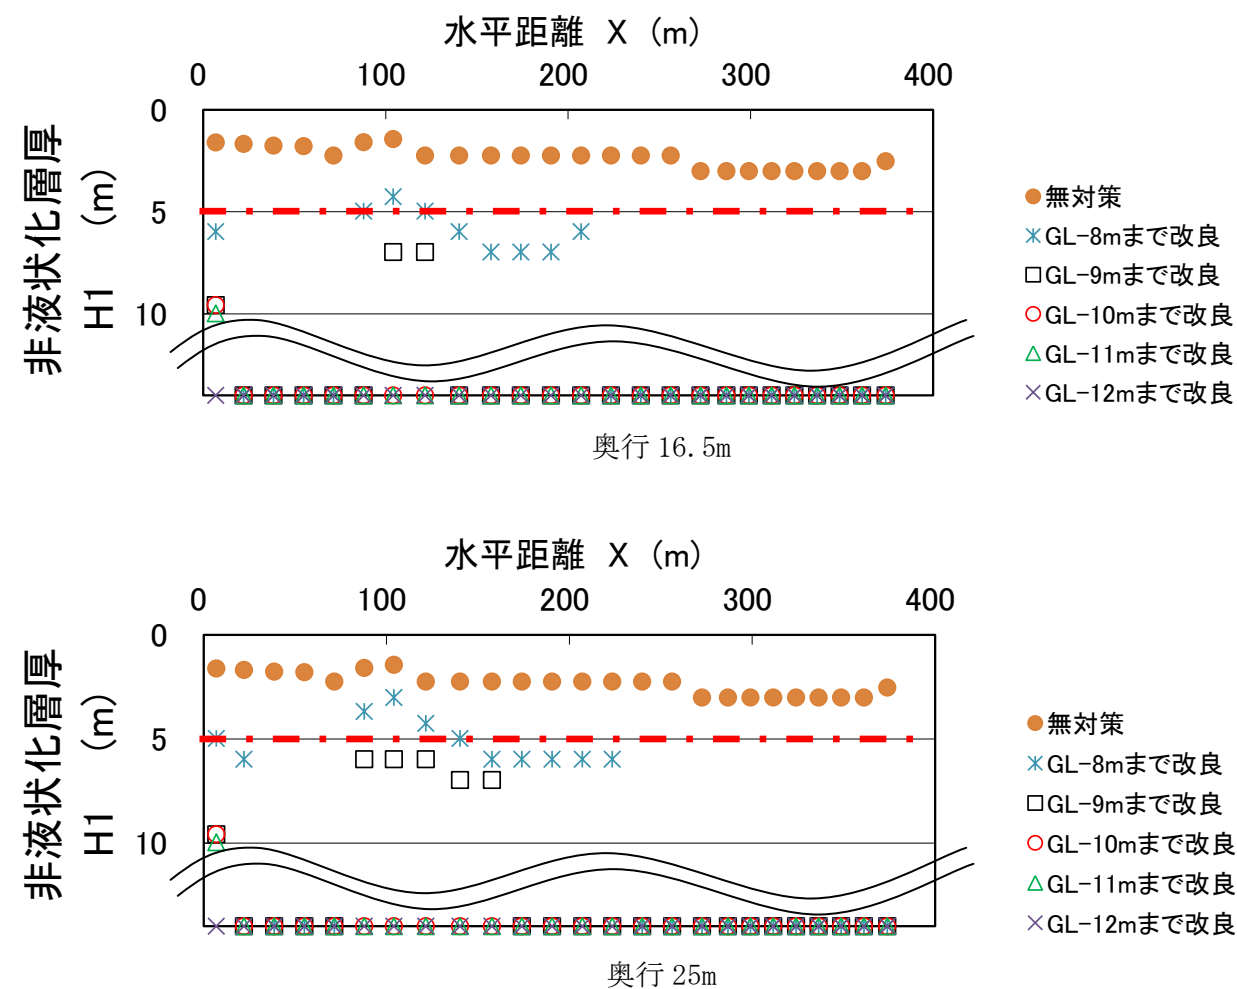 水平距離 X (m)
0 100 200 300 400
0
5
10
非液状化層厚
H1 (m)
無対策
GL-8mまで改良
GL-9mまで改良
GL-10mまで改良
GL-11mまで改良
GL-12mまで改良
奥行 16.5m
水平距離 X (m)
0 100 200 300 400
0
5
10
非液状化層厚
H1 (m)
無対策
GL-8mまで改良
GL-9mまで改良
GL-10mまで改良
GL-11mまで改良
GL-12mまで改良
奥行 25m